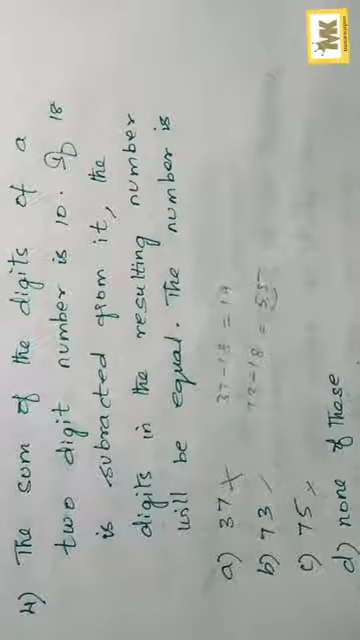 4) The sum of the digits of a
two digit number is 10. If 18
is subracted from it, the
digits in the resulting number
will be equal. The number is
a) 37 × 37-18 = 19
b) 73 ✓ 73-18 = 55
c) 75 ×
d) none of these
MK